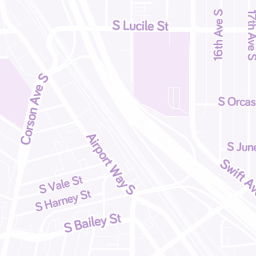 S Lucile St
16th Ave S
17th Ave S
Corson Ave S
S Orcas
S June
Airport Way S
Swift Av
S Vale St
S Harney St
S Bailey St